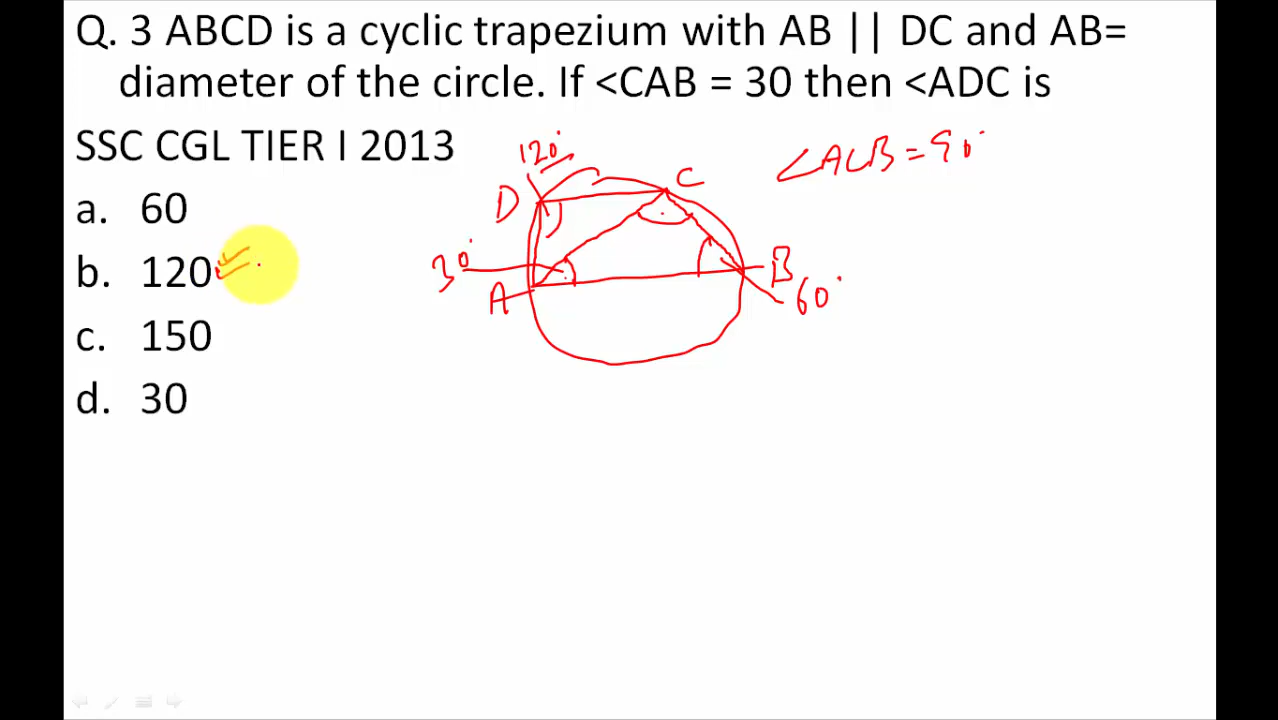 Q. 3 ABCD is a cyclic trapezium with AB || DC and AB=
diameter of the circle. If <CAB = 30 then <ADC is
SSC CGL TIER I 2013
a. 60
b. 120
c. 150
d. 30
120°
∠ACB = 90°
D
C
30°
A
B
60°